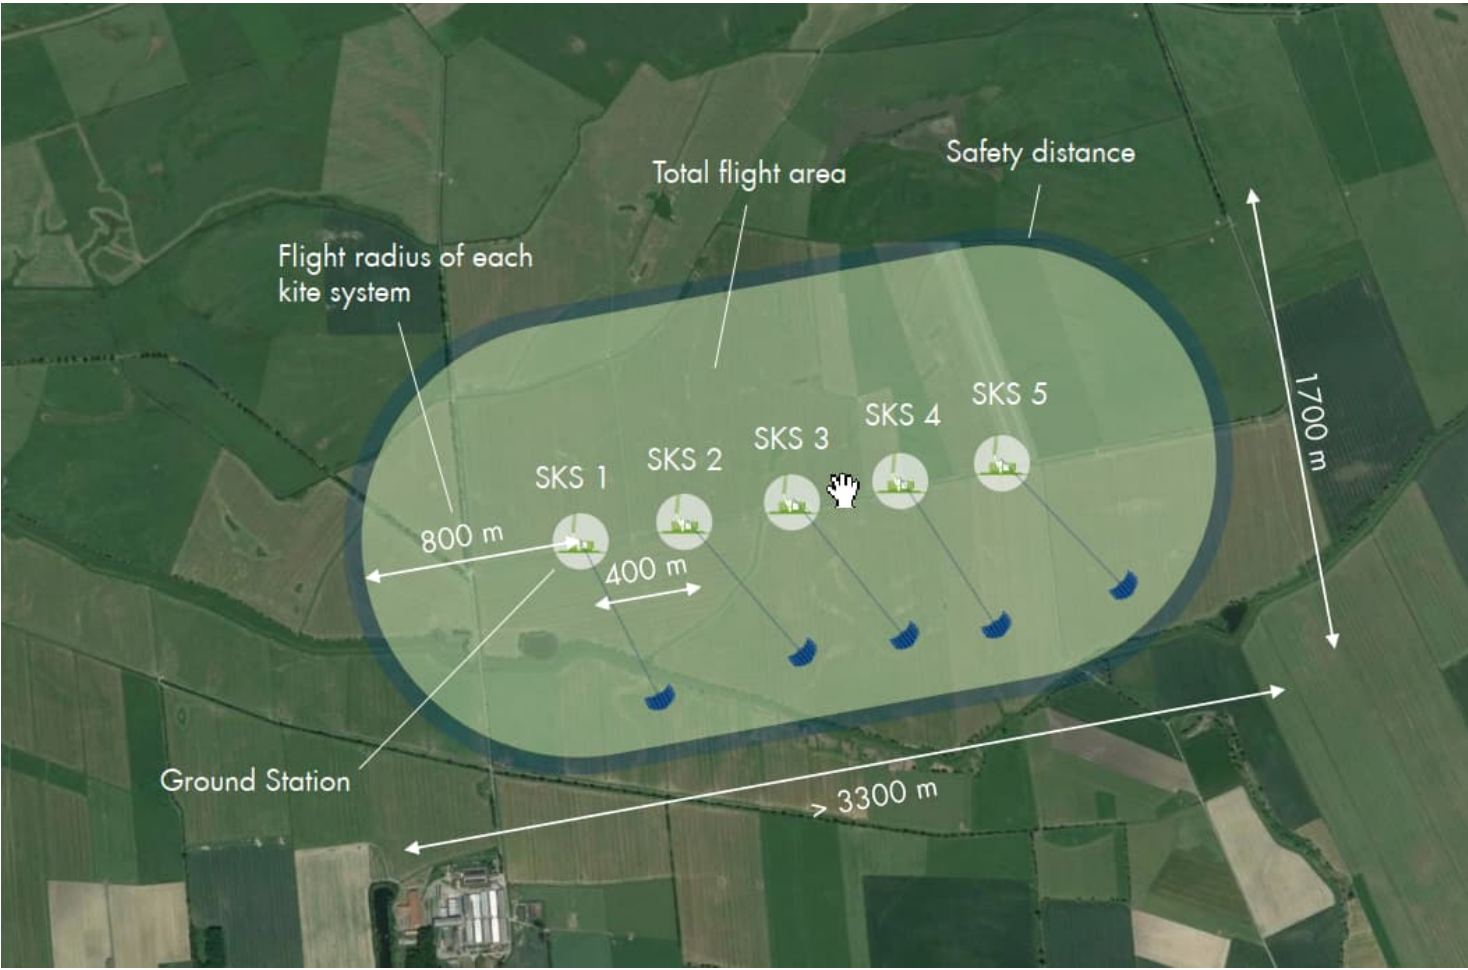 Safety distance
Total flight area
Flight radius of each
kite system
SKS 5
SKS 4
SKS 3
SKS 2
SKS 1
1700 m
800 m
400 m
Ground Station
> 3300 m